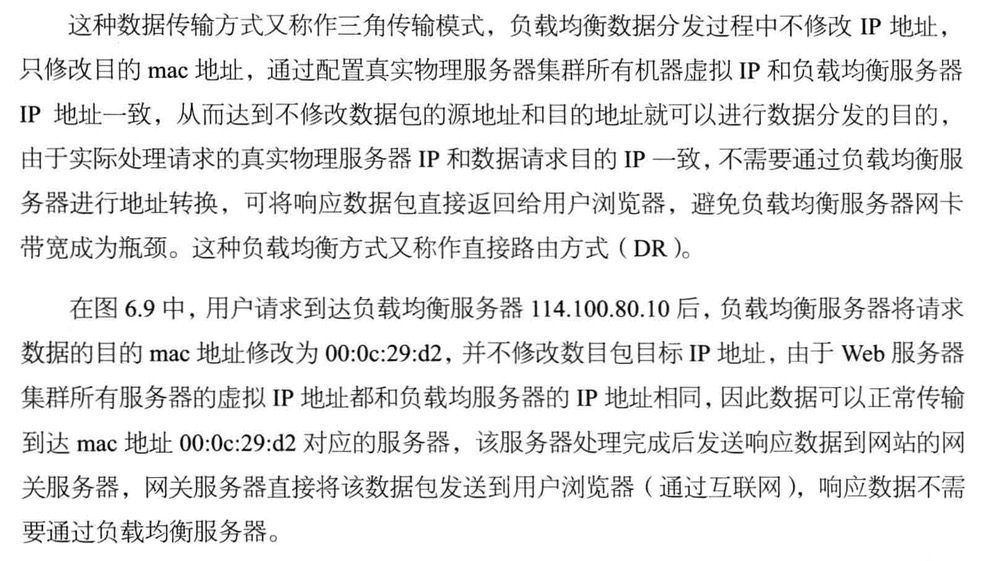 这种数据传输方式又称作三角传输模式，负载均衡数据分发过程中不修改 IP 地址，
只修改目的 mac 地址，通过配置真实物理服务器集群所有机器虚拟 IP 和负载均衡服务器
IP 地址一致，从而达到不修改数据包的源地址和目的地址就可以进行数据分发的目的，
由于实际处理请求的真实物理服务器 IP 和数据请求目的 IP 一致，不需要通过负载均衡服
务器进行地址转换，可将响应数据包直接返回给用户浏览器，避免负载均衡服务器网卡
带宽成为瓶颈。这种负载均衡方式又称作直接路由方式（DR）。
在图 6.9 中，用户请求到达负载均衡服务器 114.100.80.10 后，负载均衡服务器将请求
数据的目的 mac 地址修改为 00:0c:29:d2，并不修改数目包目标 IP 地址，由于 Web 服务器
集群所有服务器的虚拟 IP 地址都和负载均服务器的 IP 地址相同，因此数据可以正常传输
到达 mac 地址 00:0c:29:d2 对应的服务器，该服务器处理完成后发送响应数据到网站的网
关服务器，网关服务器直接将该数据包发送到用户浏览器（通过互联网），响应数据不需
要通过负载均衡服务器。